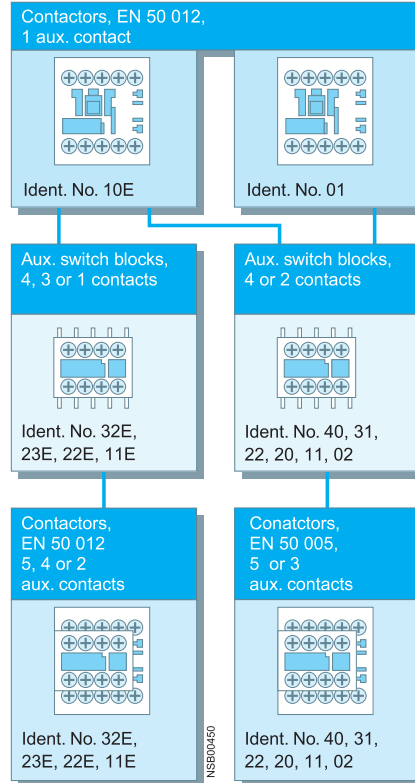 Contactors, EN 50 012,
1 aux. contact
Ident. No. 10E
Ident. No. 01
Aux. switch blocks,
4, 3 or 1 contacts
Aux. switch blocks,
4 or 2 contacts
Ident. No. 32E,
23E, 22E, 11E
Ident. No. 40, 31,
22, 20, 11, 02
Contactors,
EN 50 012
5, 4 or 2
aux. contacts
Conatctors,
EN 50 005,
5 or 3
aux. contacts
Ident. No. 32E,
23E, 22E, 11E
NSB00450
Ident. No. 40, 31,
22, 20, 11, 02